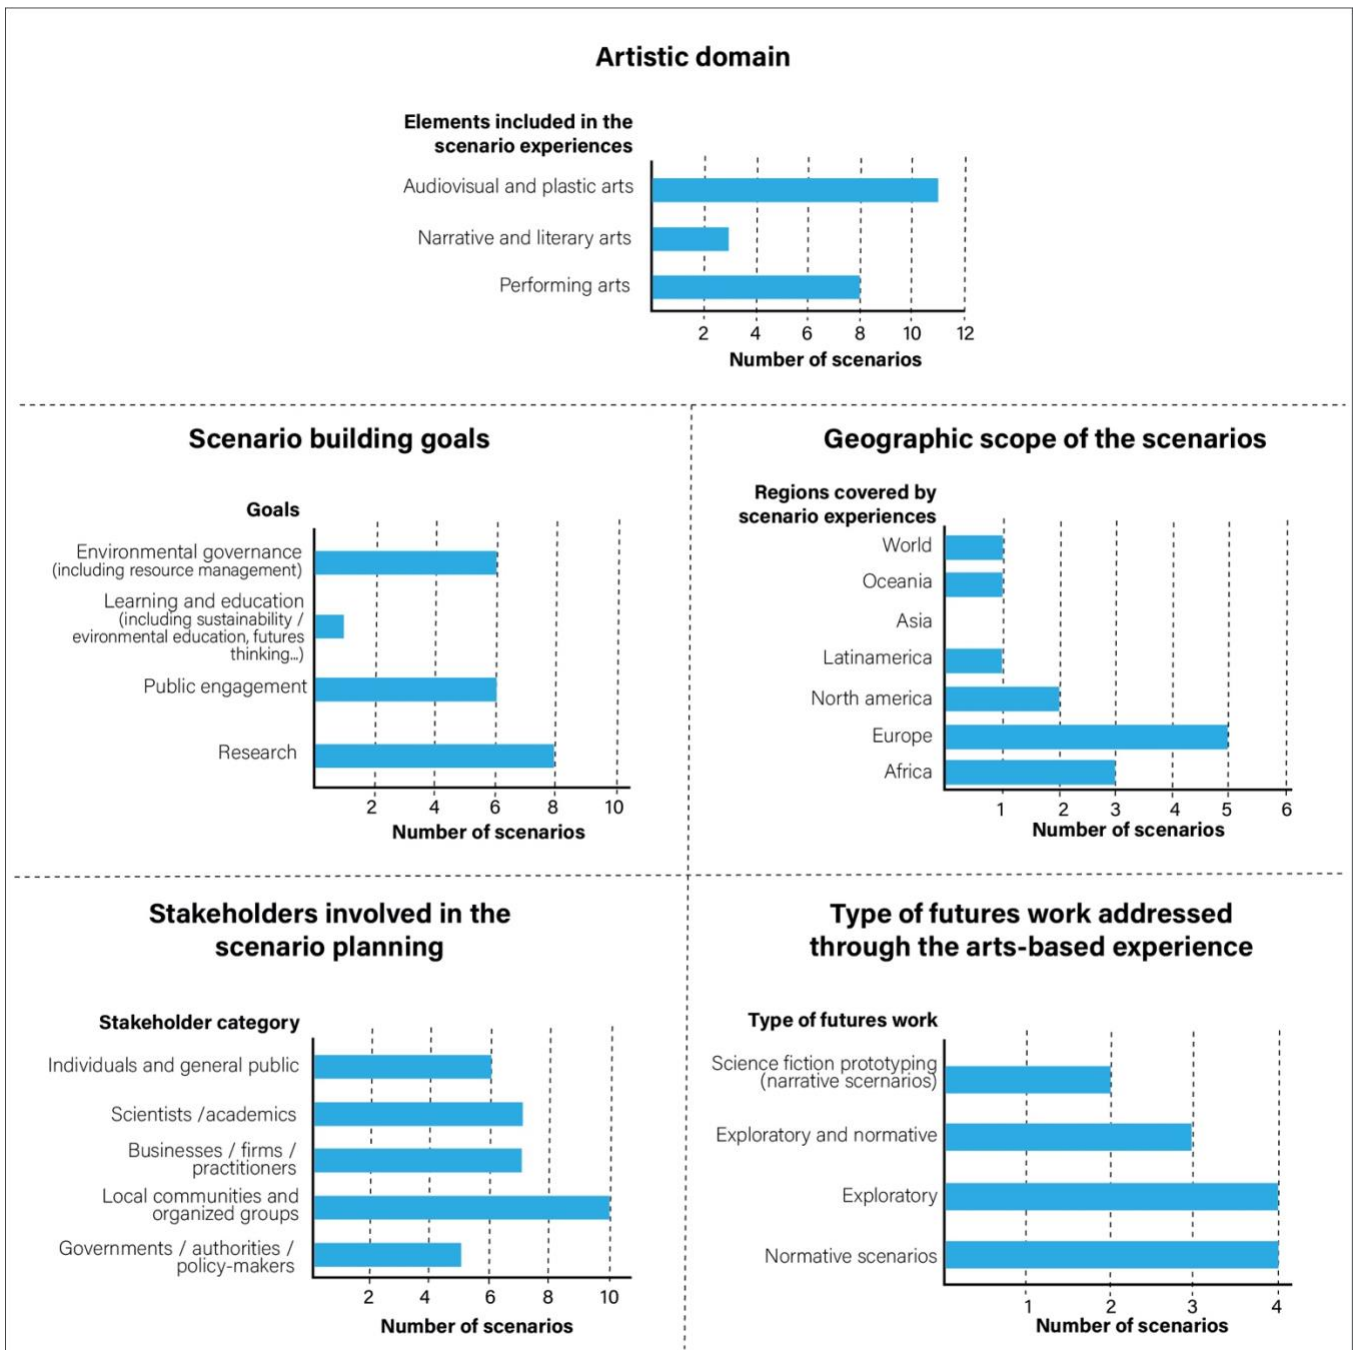 Artistic domain
Elements included in the
scenario experiences
Audiovisual and plastic arts
Narrative and literary arts
Performing arts
2 4 6 8 10 12
Number of scenarios
Scenario building goals
Goals
Environmental governance
(including resource management)
Learning and education
(including sustainability /
evironmental education, futures
thinking...)
Public engagement
Research
2 4 6 8 10
Number of scenarios
Geographic scope of the scenarios
Regions covered by
scenario experiences
World
Oceania
Asia
Latinamerica
North america
Europe
Africa
1 2 3 4 5 6
Number of scenarios
Stakeholders involved in the
scenario planning
Stakeholder category
Individuals and general public
Scientists /academics
Businesses / firms /
practitioners
Local communities and
organized groups
Governments / authorities /
policy-makers
2 4 6 8 10
Number of scenarios
Type of futures work addressed
through the arts-based experience
Type of futures work
Science fiction prototyping
(narrative scernarios)
Exploratory and normative
Exploratory
Normative scenarios
1 2 3 4
Number of scenarios